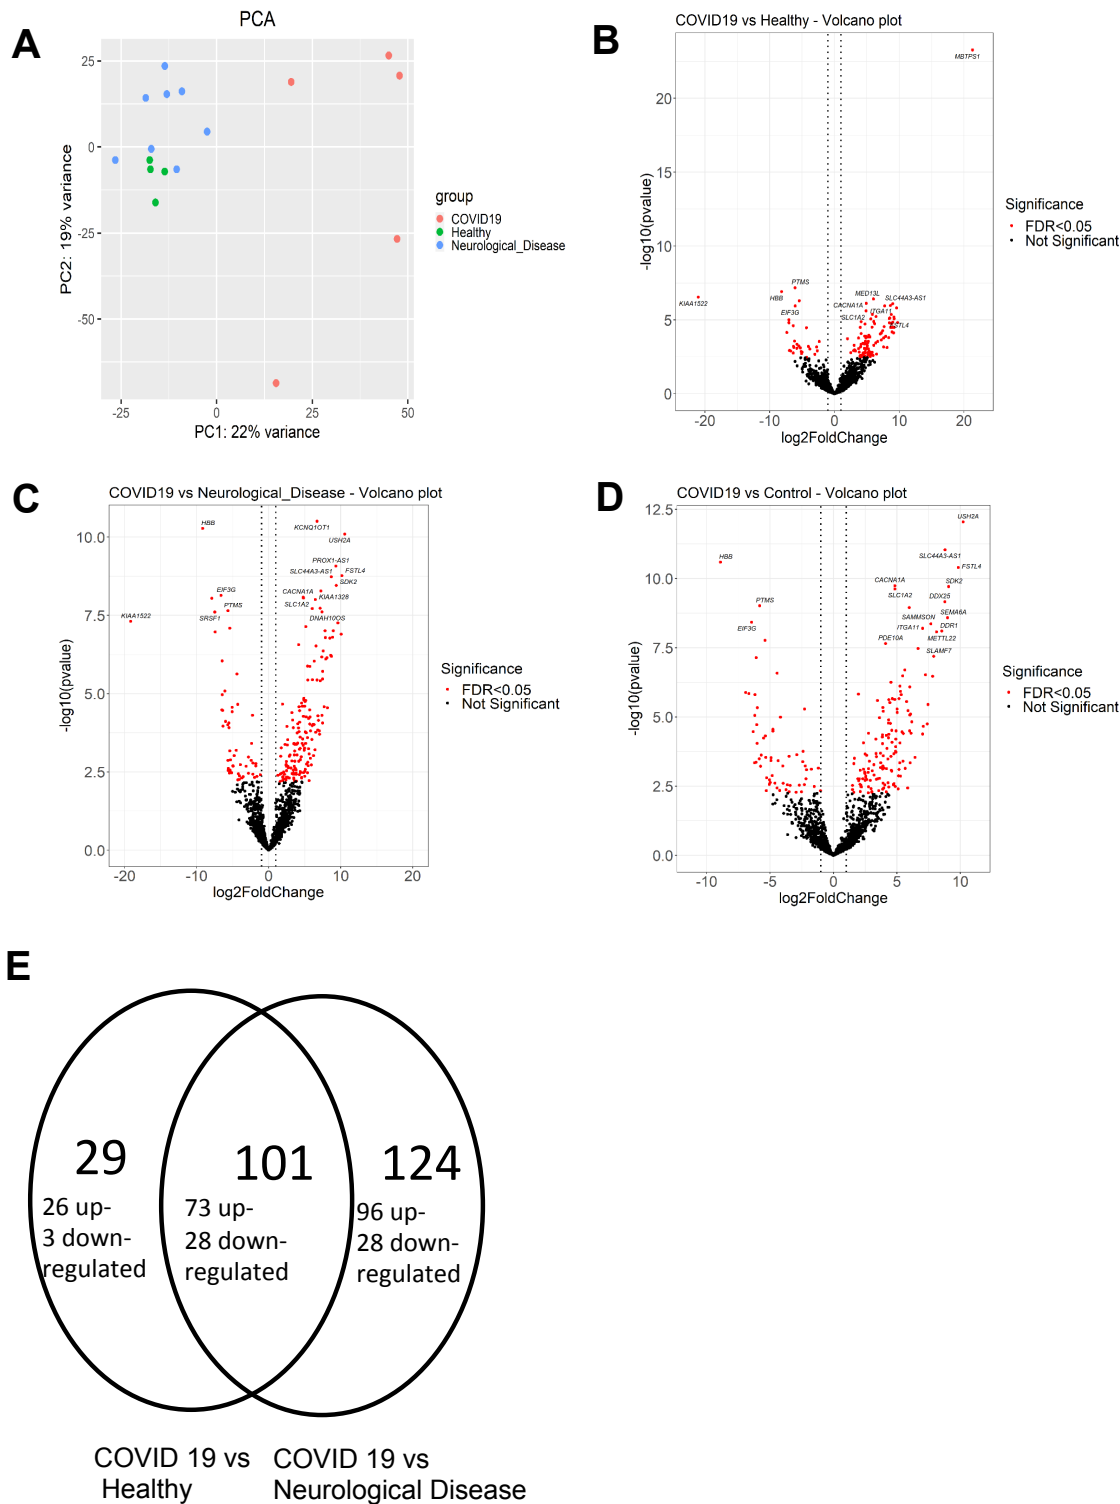 A
PCA
25
0
-25
-50
-25
0
25
50
PC2: 19% variance
PC1: 22% variance
group
COVID19
Healthy
Neurological_Disease
B
COVID19 vs Healthy - Volcano plot
MBTPS1
20
15
10
5
0
-log10(pvalue)
PTMS
HBB
KIAA1522
EIF3G
MED13L
SLC44A3-AS1
CACNA1A
ITGA11
SLC1A2
-20
-10
0
10
20
log2FoldChange
Significance
FDR<0.05
Not Significant
C
COVID19 vs Neurological_Disease - Volcano plot
HBB
KCNQ1OT1
USH2A
PROX1-AS1
SLC44A3-AS1
FSTL4
SDK2
EIF3G
CACNA1A
KIAA1328
PTMS
SLC1A2
KIAA1522
SRSF1
DNAH10OS
10.0
7.5
5.0
2.5
0.0
-log10(pvalue)
-20
-10
0
10
20
log2FoldChange
Significance
FDR<0.05
Not Significant
D
COVID19 vs Control - Volcano plot
12.5
10.0
7.5
5.0
2.5
0.0
-log10(pvalue)
USH2A
HBB
SLC44A3-AS1
FSTL4
CACNA1A
SDK2
SLC1A2
DDX25
PTMS
SEMA6A
SAMMSON
EIF3G
ITGA11
DDR1
PDE10A
METTL22
SLAMF7
-10
-5
0
5
10
log2FoldChange
Significance
FDR<0.05
Not Significant
E
29
26 up-
3 down-
regulated
101
73 up-
28 down-
regulated
124
96 up-
28 down-
regulated
COVID 19 vs
Healthy
COVID 19 vs
Neurological Disease